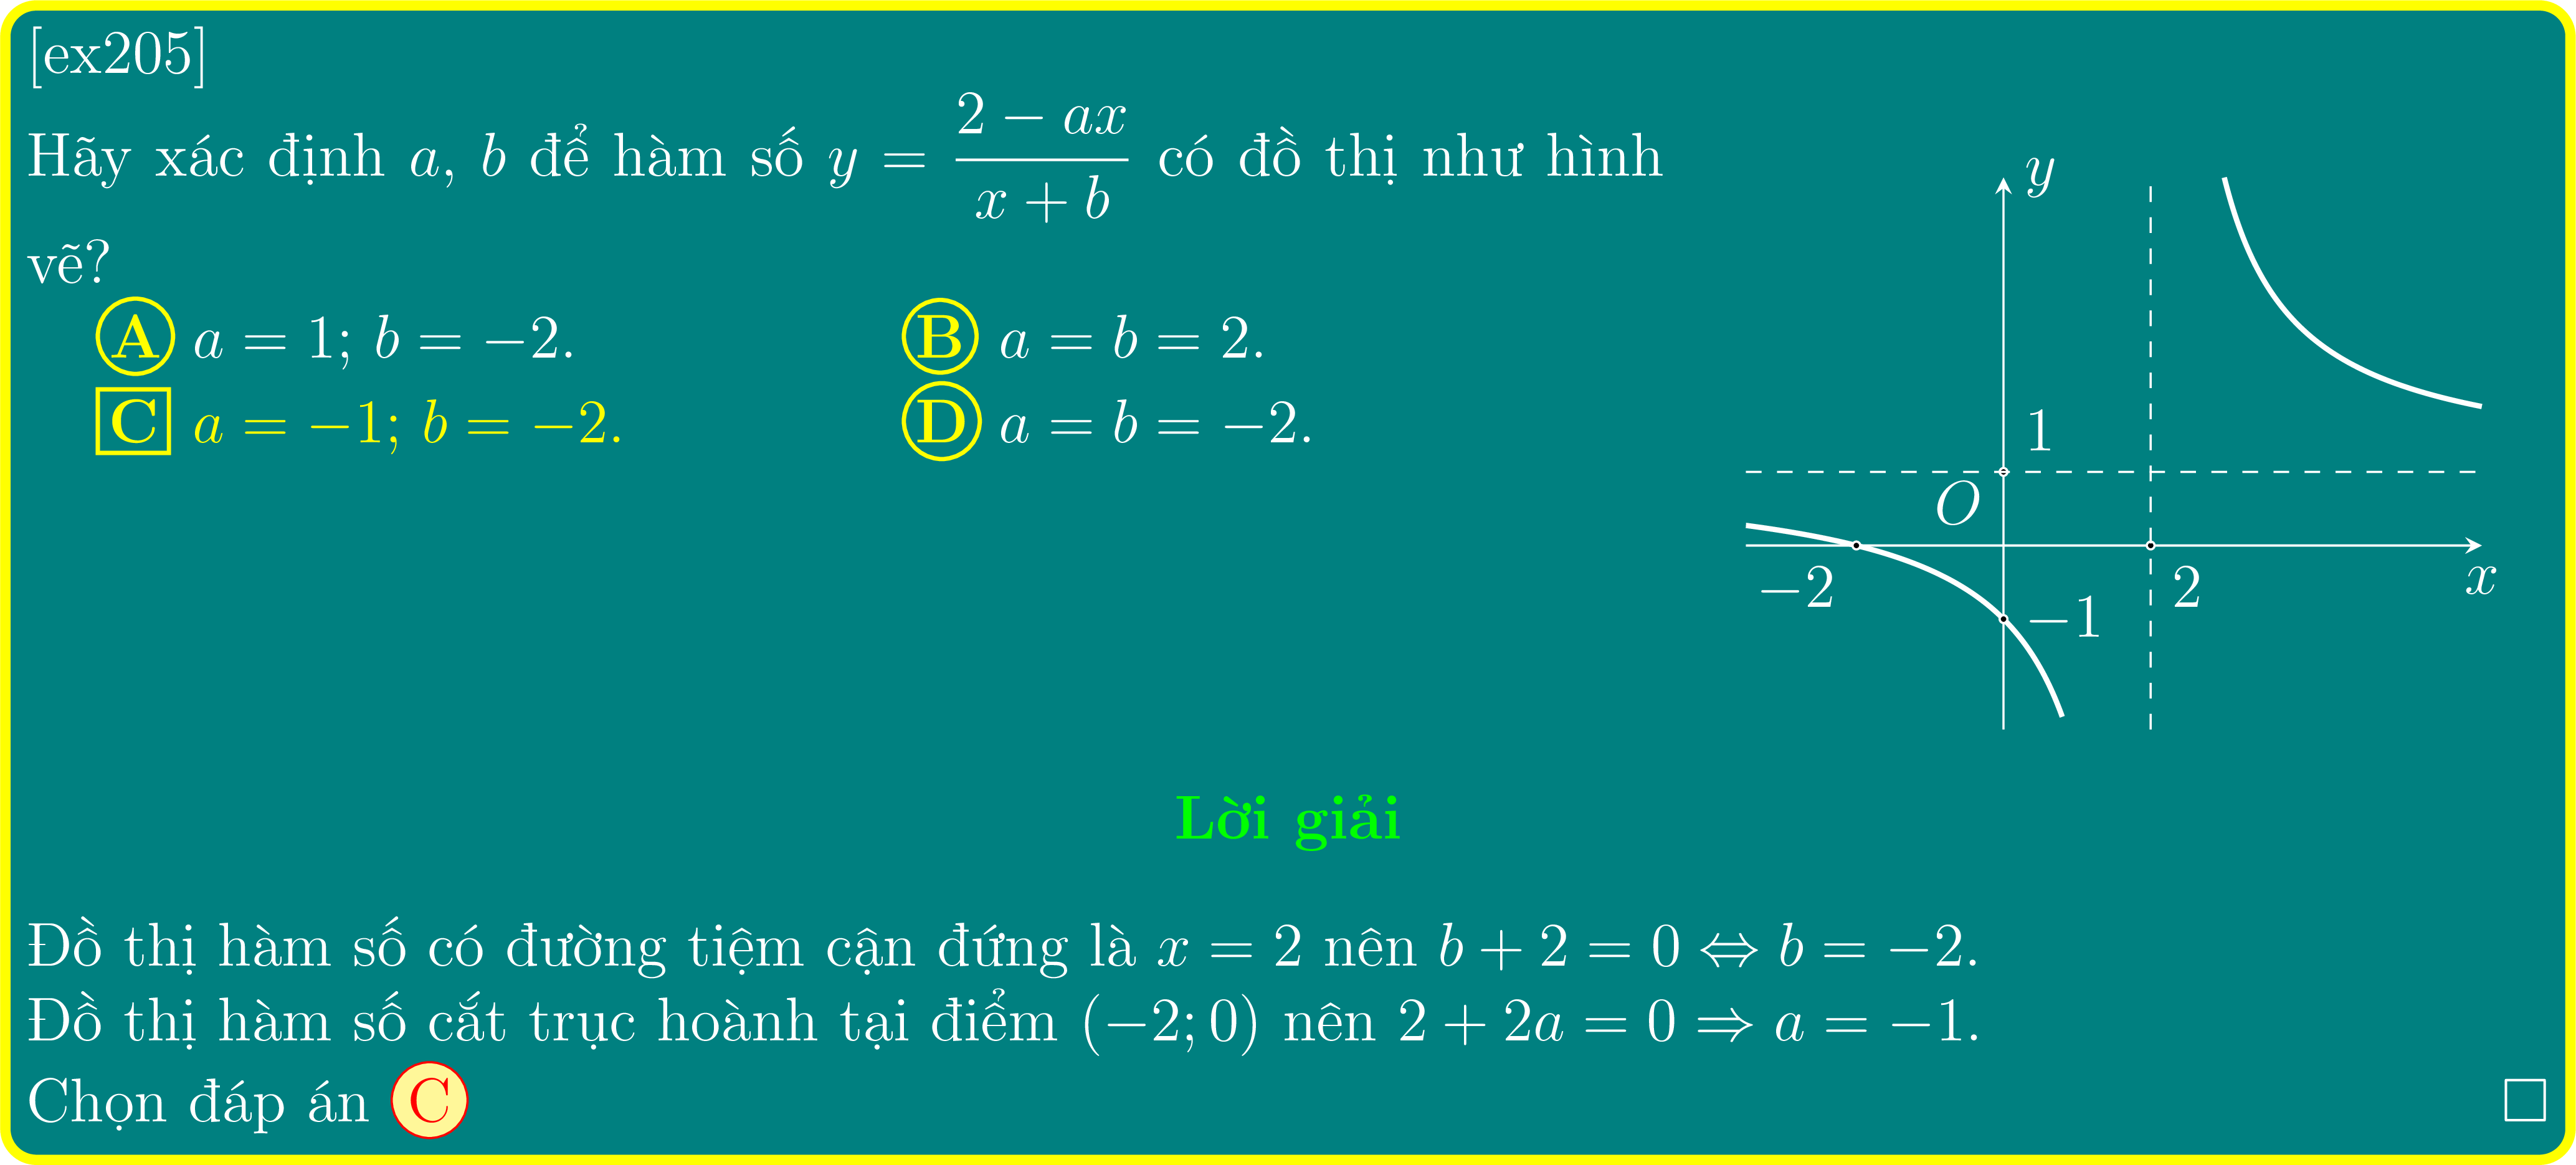 [ex205]
Hãy xác định a, b để hàm số y = \dfrac{2 - ax}{x + b} có đồ thị như hình
vẽ?
A a = 1; b = −2.
B a = b = 2.
C a = −1; b = −2.
D a = b = −2.
y
1
O
−2
2
x
−1
Lời giải
Đồ thị hàm số có đường tiệm cận đứng là x = 2 nên b + 2 = 0 ⇔ b = −2.
Đồ thị hàm số cắt trục hoành tại điểm (−2; 0) nên 2 + 2a = 0 ⇒ a = −1.
Chọn đáp án C